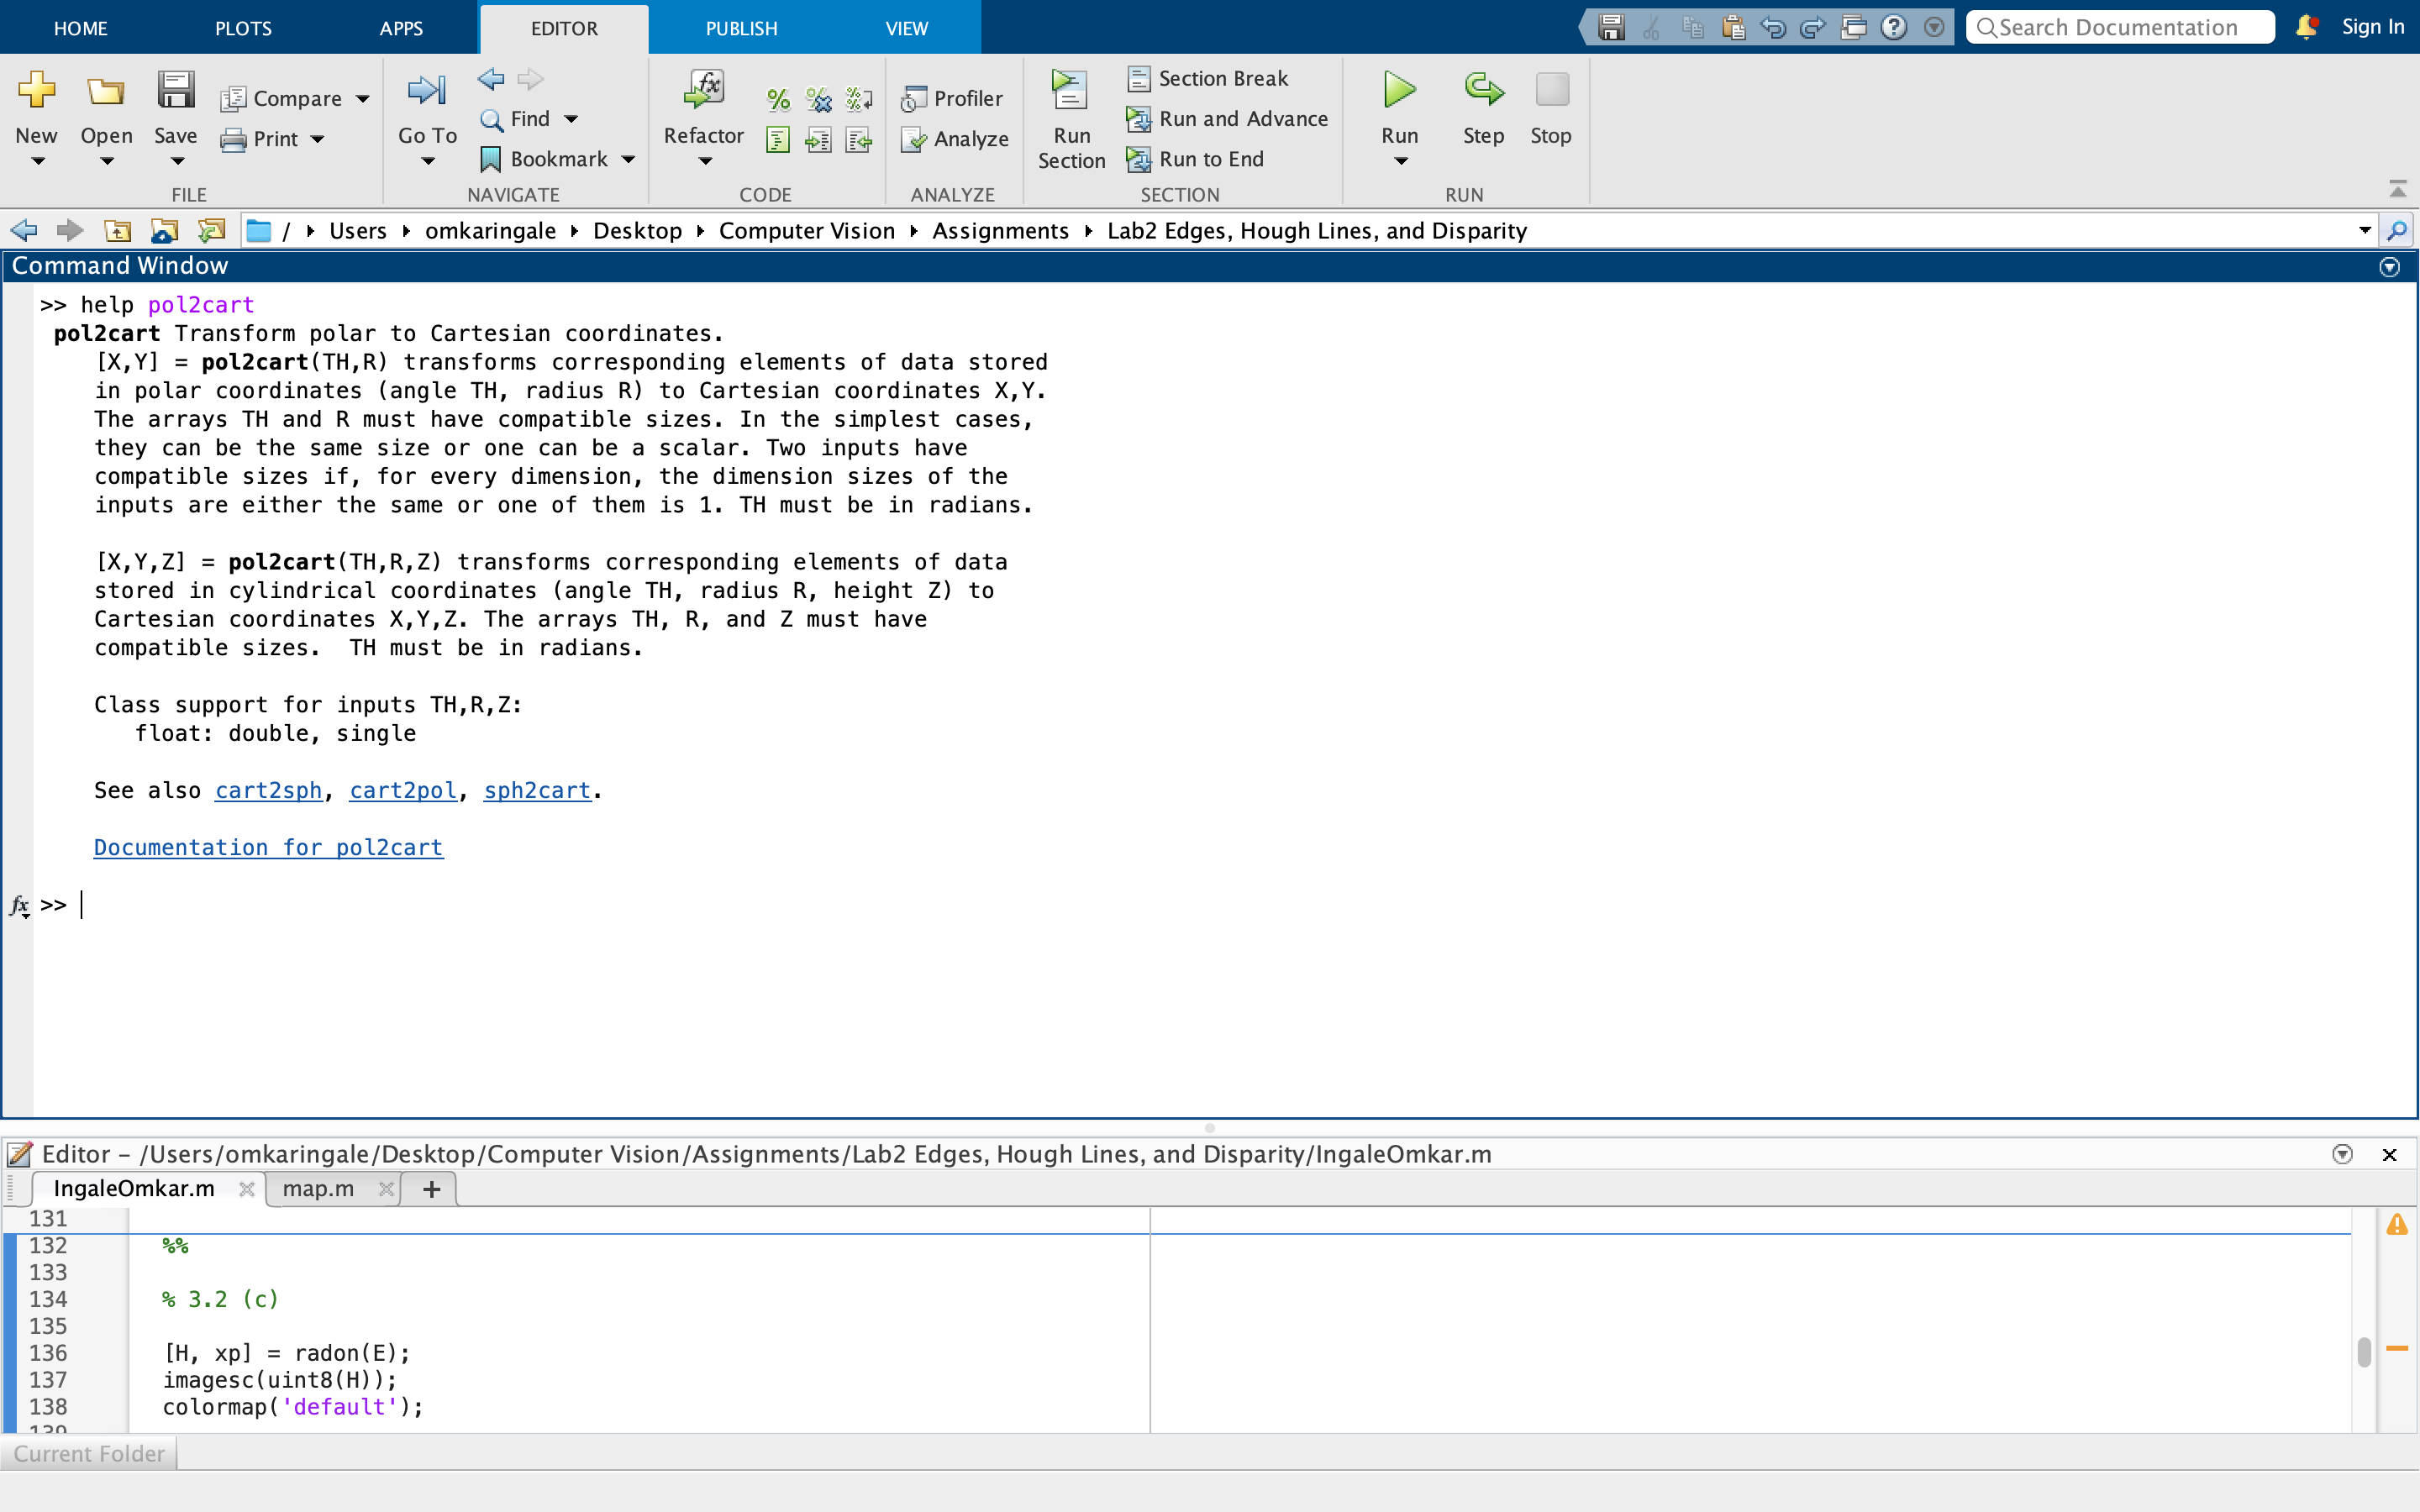 HOME PLOTS APPS EDITOR PUBLISH VIEW Search Documentation Sign In
New Open Save Compare Print
FILE
Go To Find Bookmark
NAVIGATE
Refactor
CODE
Profiler
Analyze
ANALYZE
Run Section
Section Break
Run and Advance
Run to End
SECTION
Run Step Stop
RUN
/ Users omkaringale Desktop Computer Vision Assignments Lab2 Edges, Hough Lines, and Disparity
Command Window
>> help pol2cart
pol2cart Transform polar to Cartesian coordinates.
[X,Y] = pol2cart(TH,R) transforms corresponding elements of data stored
in polar coordinates (angle TH, radius R) to Cartesian coordinates X,Y.
The arrays TH and R must have compatible sizes. In the simplest cases,
they can be the same size or one can be a scalar. Two inputs have
compatible sizes if, for every dimension, the dimension sizes of the
inputs are either the same or one of them is 1. TH must be in radians.
[X,Y,Z] = pol2cart(TH,R,Z) transforms corresponding elements of data
stored in cylindrical coordinates (angle TH, radius R, height Z) to
Cartesian coordinates X,Y,Z. The arrays TH, R, and Z must have
compatible sizes.  TH must be in radians.
Class support for inputs TH,R,Z:
float: double, single
See also cart2sph, cart2pol, sph2cart.
Documentation for pol2cart
fx >>
Editor – /Users/omkaringale/Desktop/Computer Vision/Assignments/Lab2 Edges, Hough Lines, and Disparity/IngaleOmkar.m
IngaleOmkar.m map.m +
131
132 %%
133
134 % 3.2 (c)
135
136 [H, xp] = radon(E);
137 imagesc(uint8(H));
138 colormap('default');
139
Current Folder